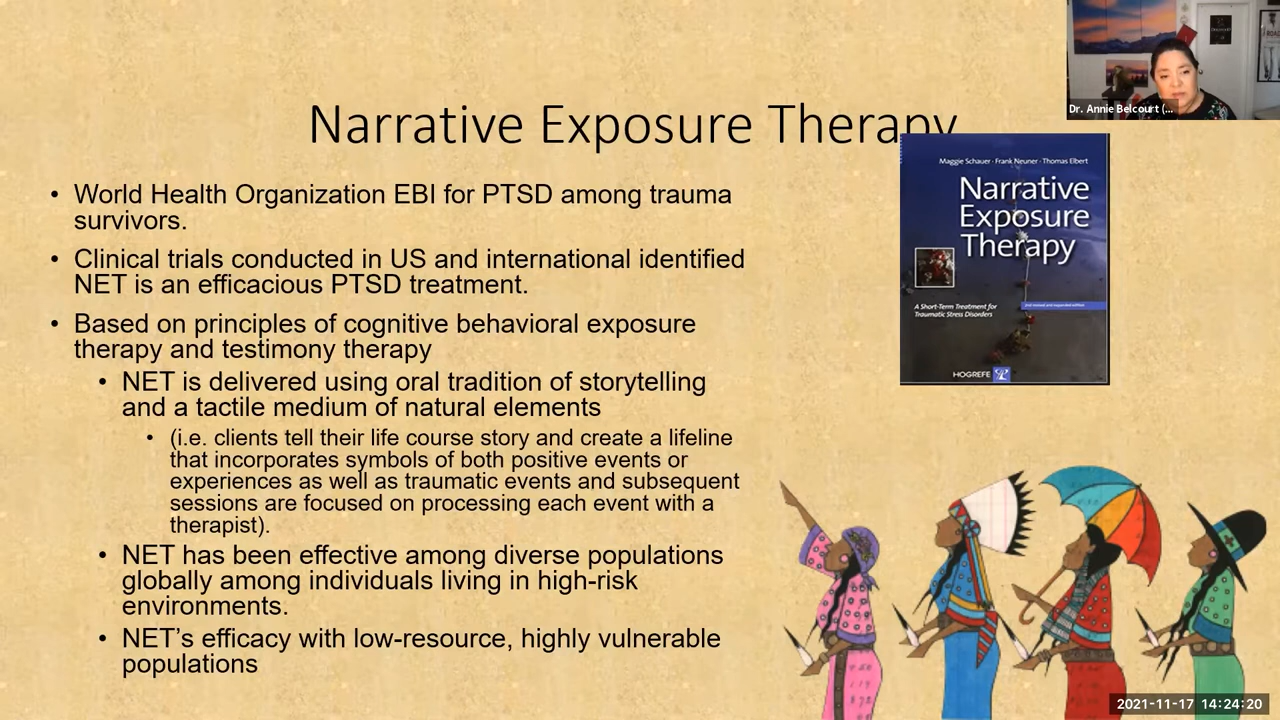 Dr. Annie Belcourt (...
Narrative Exposure Therapy
• World Health Organization EBI for PTSD among trauma
survivors.
• Clinical trials conducted in US and international identified
NET is an efficacious PTSD treatment.
• Based on principles of cognitive behavioral exposure
therapy and testimony therapy
• NET is delivered using oral tradition of storytelling
and a tactile medium of natural elements
• (i.e. clients tell their life course story and create a lifeline
that incorporates symbols of both positive events or
experiences as well as traumatic events and subsequent
sessions are focused on processing each event with a
therapist).
• NET has been effective among diverse populations
globally among individuals living in high-risk
environments.
• NET's efficacy with low-resource, highly vulnerable
populations
Maggie Schauer · Frank Neuner · Thomas Elbert
Narrative
Exposure
Therapy
A Short-Term Treatment for
Traumatic Stress Disorders
HOGREFE
2021-11-17 14:24:20